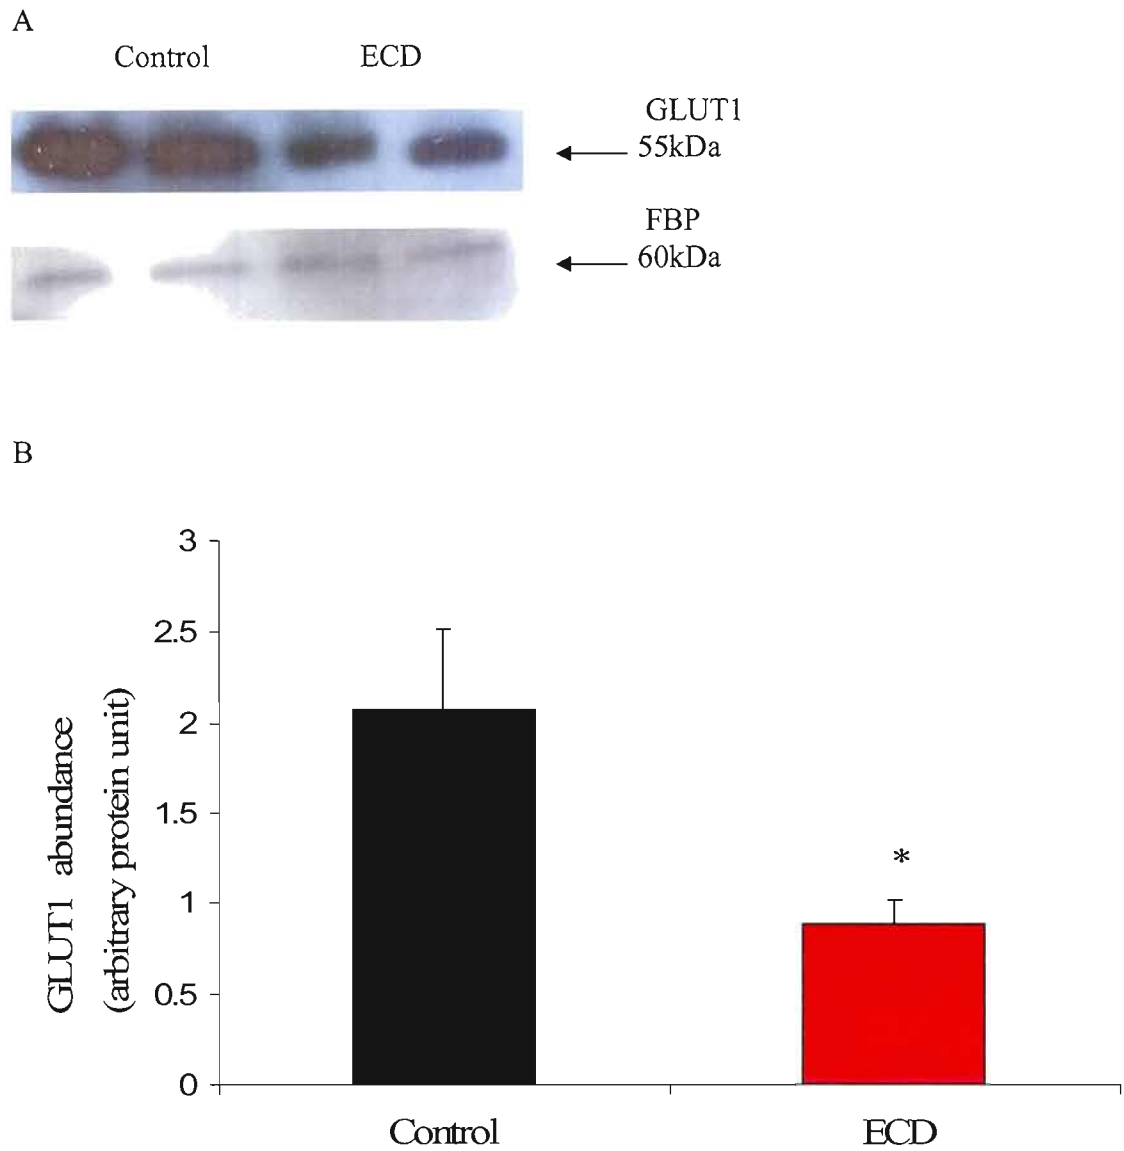 A
Control ECD
GLUT1
55kDa
FBP
60kDa
B
3
2.5
2
1.5
1
0.5
0
GLUT1 abundance
(arbitrary protein unit)
*
Control ECD